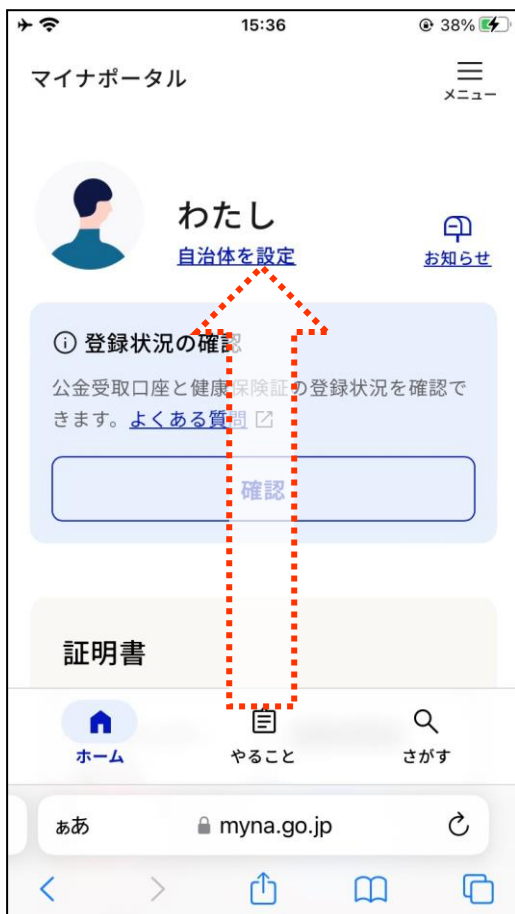 15:36
38%
マイナポータル
メニュー
わたし
自治体を設定
お知らせ
登録状況の確認
公金受取口座と健康保険証の登録状況を確認で
きます。よくある質問
確認
証明書
ホーム
やること
さがす
ぁあ
myna.go.jp